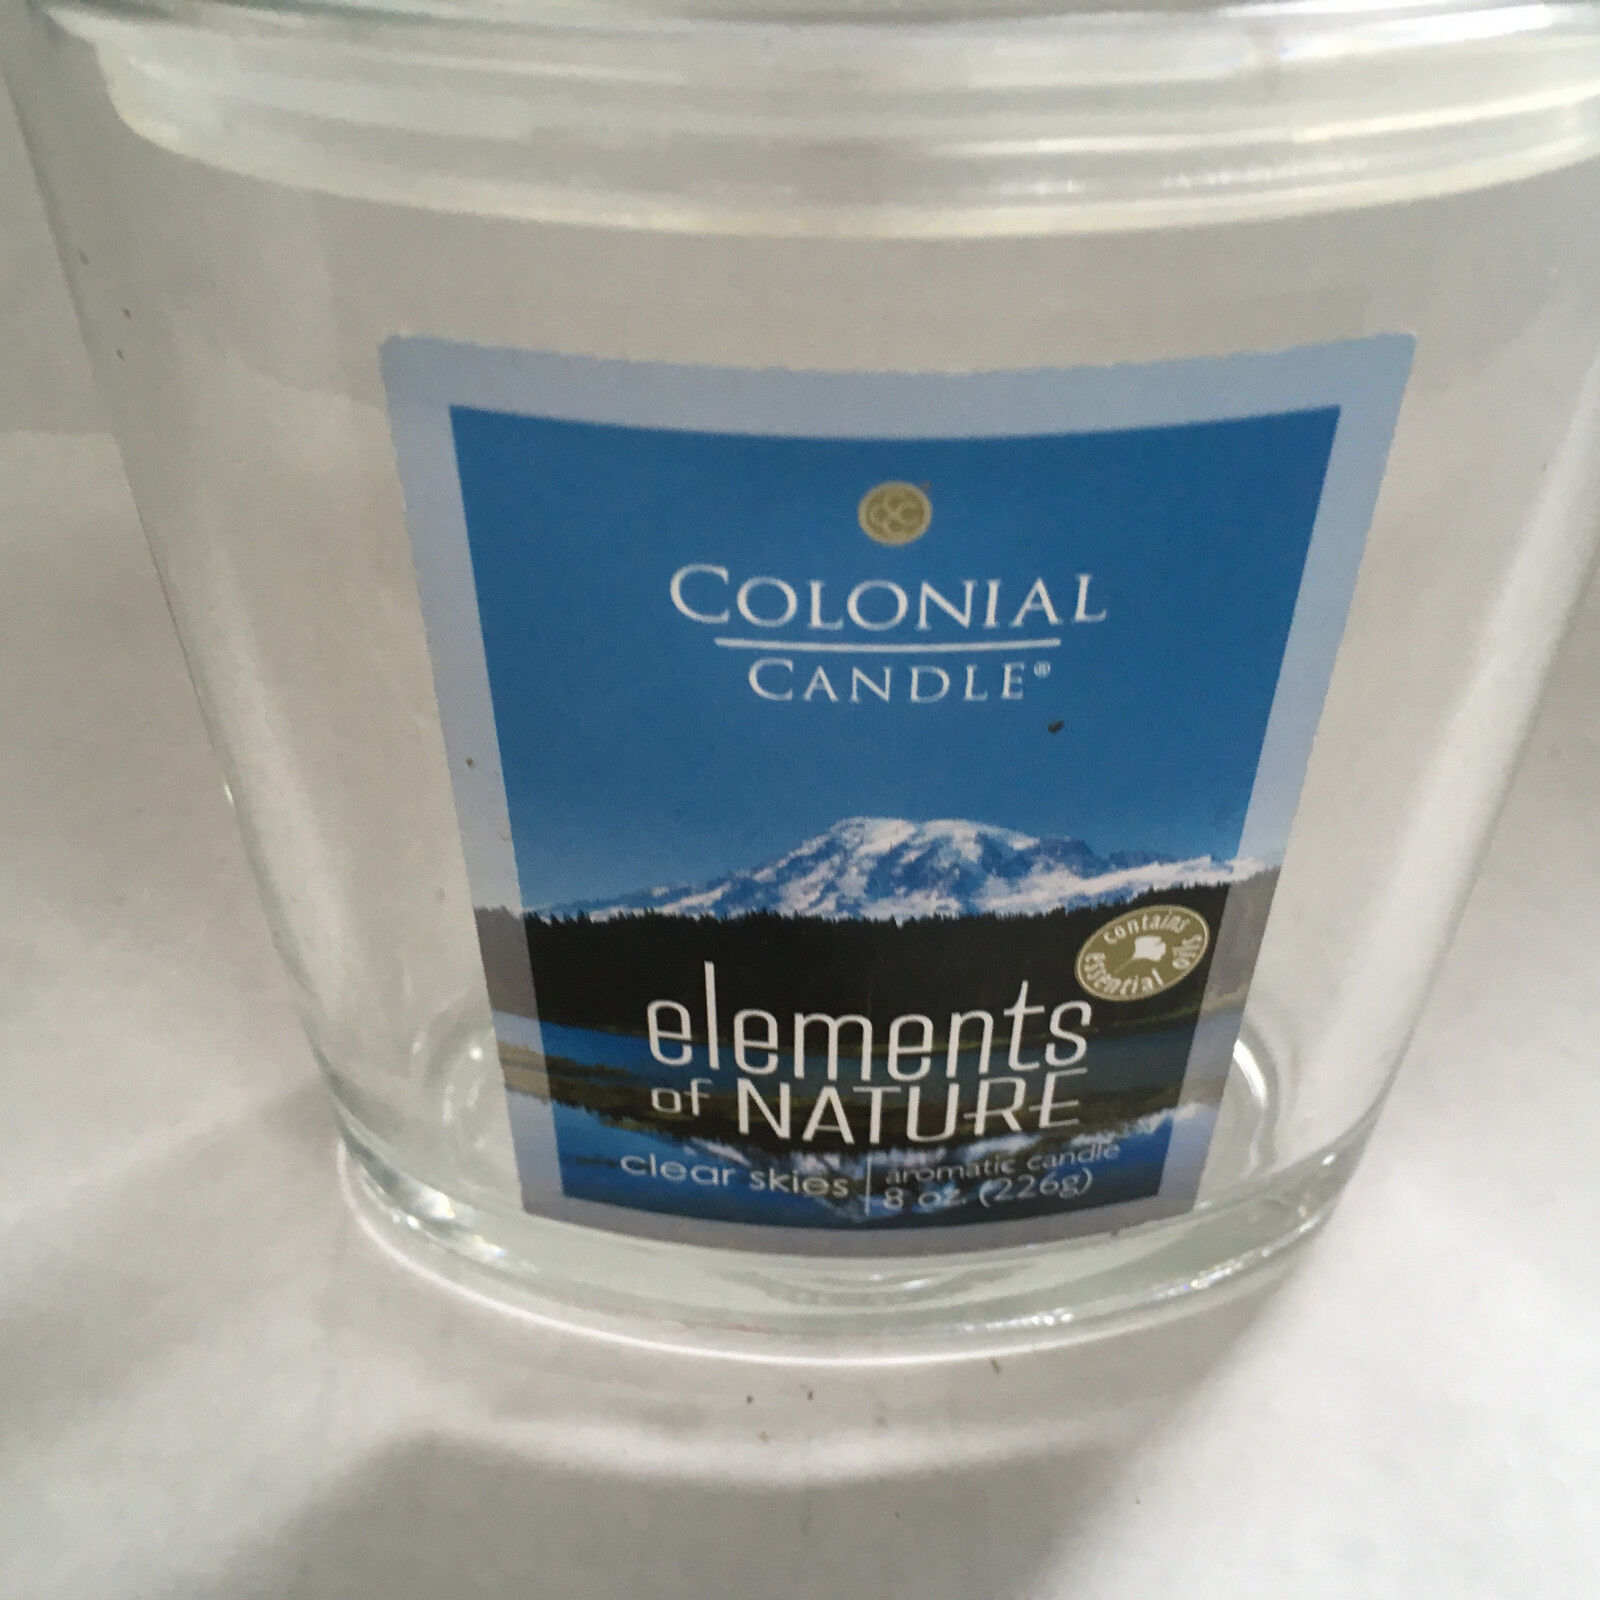 COLONIAL
CANDLE®
contains
essential
oils
elements
of NATURE
clear skies
aromatic candle
8 oz. (226g)